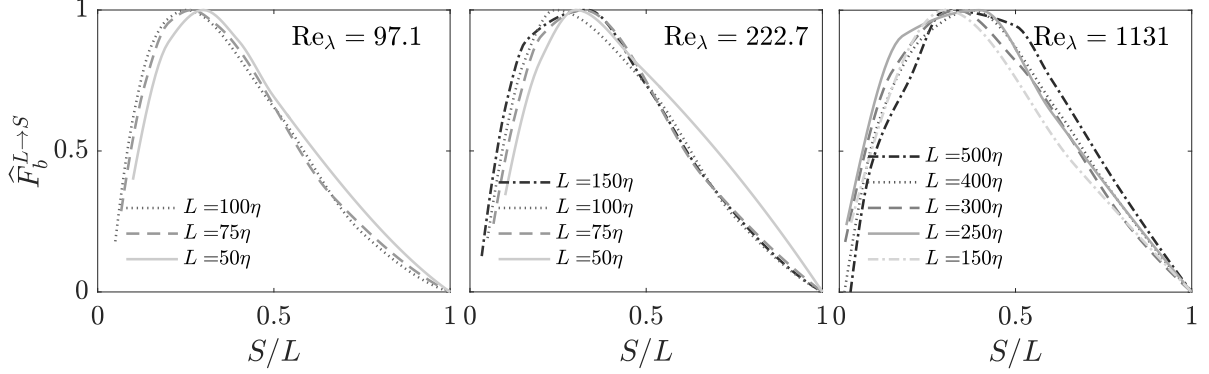 1
0.5
0
F̂_b^{L→S}
Re_λ = 97.1
L =100η
L =75η
L =50η
0 0.5 1
S/L
Re_λ = 222.7
L =150η
L =100η
L =75η
L =50η
0 0.5 1
S/L
Re_λ = 1131
L =500η
L =400η
L =300η
L =250η
L =150η
0 0.5 1
S/L